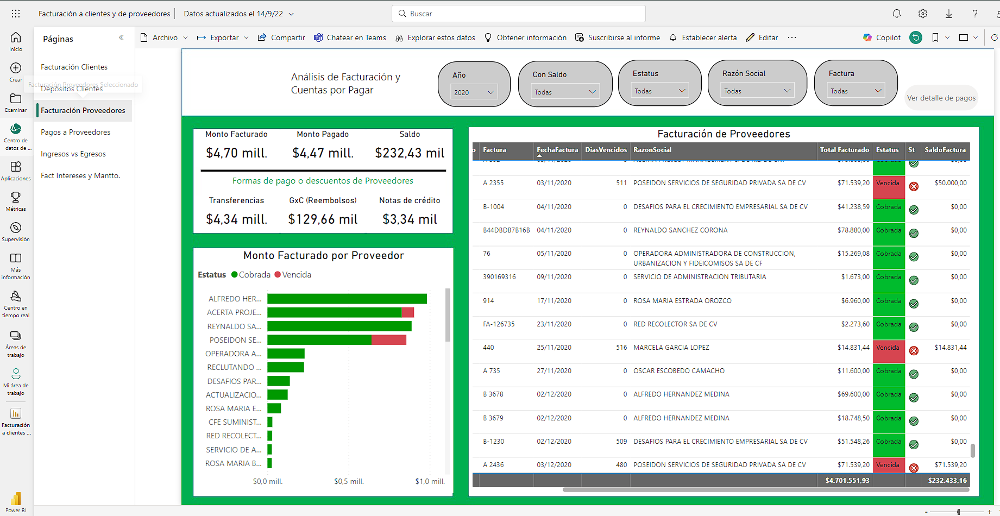 Facturación a clientes y de proveedores
Datos actualizados el 14/9/22
Buscar
Inicio
Crear
Examinar
Centro de
datos de ...
Aplicaciones
Métricas
Supervisión
Más
información
Centro en
tiempo real
Áreas de
trabajo
Mi área de
trabajo
Facturación
a clientes ...
Power BI
Páginas
Facturación Clientes
Facturación Proveedores Seleccionado
Depósitos Clientes
Facturación Proveedores
Pagos a Proveedores
Ingresos vs Egresos
Fact Intereses y Mantto.
Archivo
Exportar
Compartir
Chatear en Teams
Explorar estos datos
Obtener información
Suscribirse al informe
Establecer alerta
Editar
Copilot
Análisis de Facturación y
Cuentas por Pagar
Año
2020
Con Saldo
Todas
Estatus
Todas
Razón Social
Todas
Factura
Todas
Ver detalle de pagos
Monto Facturado Monto Pagado Saldo
$4,70 mill. $4,47 mill. $232,43 mil
Formas de pago o descuentos de Proveedores
Transferencias GxC (Reembolsos) Notas de crédito
$4,34 mill. $129,66 mil $3,34 mil
Monto Facturado por Proveedor
Estatus Cobrada Vencida
ALFREDO HER...
ACERTA PROJE...
REYNALDO SA...
POSEIDON SE...
OPERADORA A...
RECLUTANDO ...
DESAFIOS PAR...
ACTUALIZACIO...
ROSA MARIA E...
CFE SUMINIST...
RED RECOLECT...
SERVICIO DE A...
ROSA MARIA B...
$0,0 mill. $0,5 mill. $1,0 mill.
Facturación de Proveedores
o Factura FechaFactura DiasVencidos RazonSocial Total Facturado Estatus St SaldoFactura
A 2355 03/11/2020 511 POSEIDON SERVICIOS DE SEGURIDAD PRIVADA SA DE CV $71.539,20 Vencida $50.000,00
B-1004 04/11/2020 0 DESAFIOS PARA EL CRECIMIENTO EMPRESARIAL SA DE CV $41.238,59 Cobrada $0,00
B44DBDB7B16B 04/11/2020 0 REYNALDO SANCHEZ CORONA $78.880,00 Cobrada $0,00
76 05/11/2020 0 OPERADORA ADMINISTRADORA DE CONSTRUCCION, $15.269,08 Cobrada $0,00
URBANIZACION Y FIDEICOMISOS SA DE CF
390169316 09/11/2020 0 SERVICIO DE ADMINISTRACION TRIBUTARIA $1.673,00 Cobrada $0,00
914 17/11/2020 0 ROSA MARIA ESTRADA OROZCO $6.960,00 Cobrada $0,00
FA-126735 23/11/2020 0 RED RECOLECTOR SA DE CV $2.273,60 Cobrada $0,00
440 25/11/2020 516 MARCELA GARCIA LOPEZ $14.831,44 Vencida $14.831,44
A 735 27/11/2020 0 OSCAR ESCOBEDO CAMACHO $11.600,00 Cobrada $0,00
B 3678 02/12/2020 0 ALFREDO HERNANDEZ MEDINA $69.600,00 Cobrada $0,00
B 3679 02/12/2020 0 ALFREDO HERNANDEZ MEDINA $18.748,50 Cobrada $0,00
B-1230 02/12/2020 509 DESAFIOS PARA EL CRECIMIENTO EMPRESARIAL SA DE CV $51.548,26 Cobrada $0,00
A 2436 03/12/2020 480 POSEIDON SERVICIOS DE SEGURIDAD PRIVADA SA DE CV $71.539,20 Vencida $71.539,20
$4.701.551,93 $232.433,16